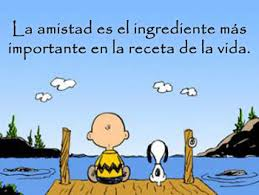 La amistad es el ingrediente más
importante en la receta de la vida.